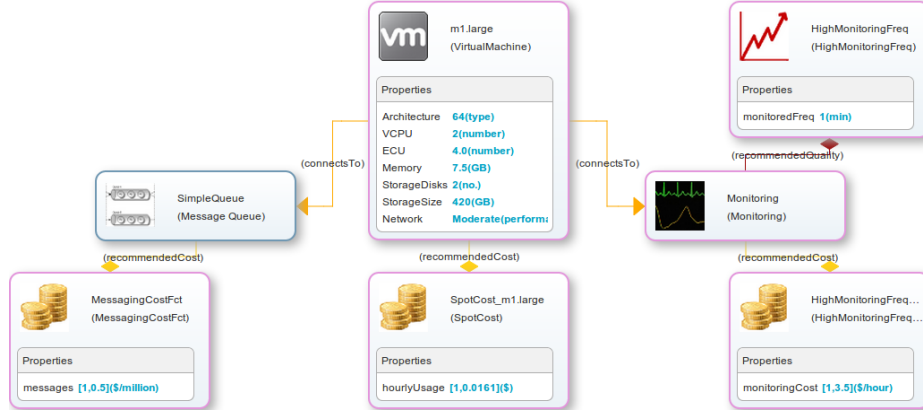 m1.large
(VirtualMachine)
Properties
Architecture 64(type)
VCPU 2(number)
ECU 4.0(number)
Memory 7.5(GB)
StorageDisks 2(no.)
StorageSize 420(GB)
Network Moderate(performa
HighMonitoringFreq
(HighMonitoringFreq)
Properties
monitoredFreq 1(min)
(connectsTo)
(connectsTo)
(recommendedQuality)
SimpleQueue
(Message Queue)
Monitoring
(Monitoring)
(recommendedCost)
(recommendedCost)
(recommendedCost)
MessagingCostFct
(MessagingCostFct)
Properties
messages [1,0.5]($/million)
SpotCost_m1.large
(SpotCost)
Properties
hourlyUsage [1,0.0161]($)
HighMonitoringFreq...
(HighMonitoringFreq...
Properties
monitoringCost [1,3.5]($/hour)